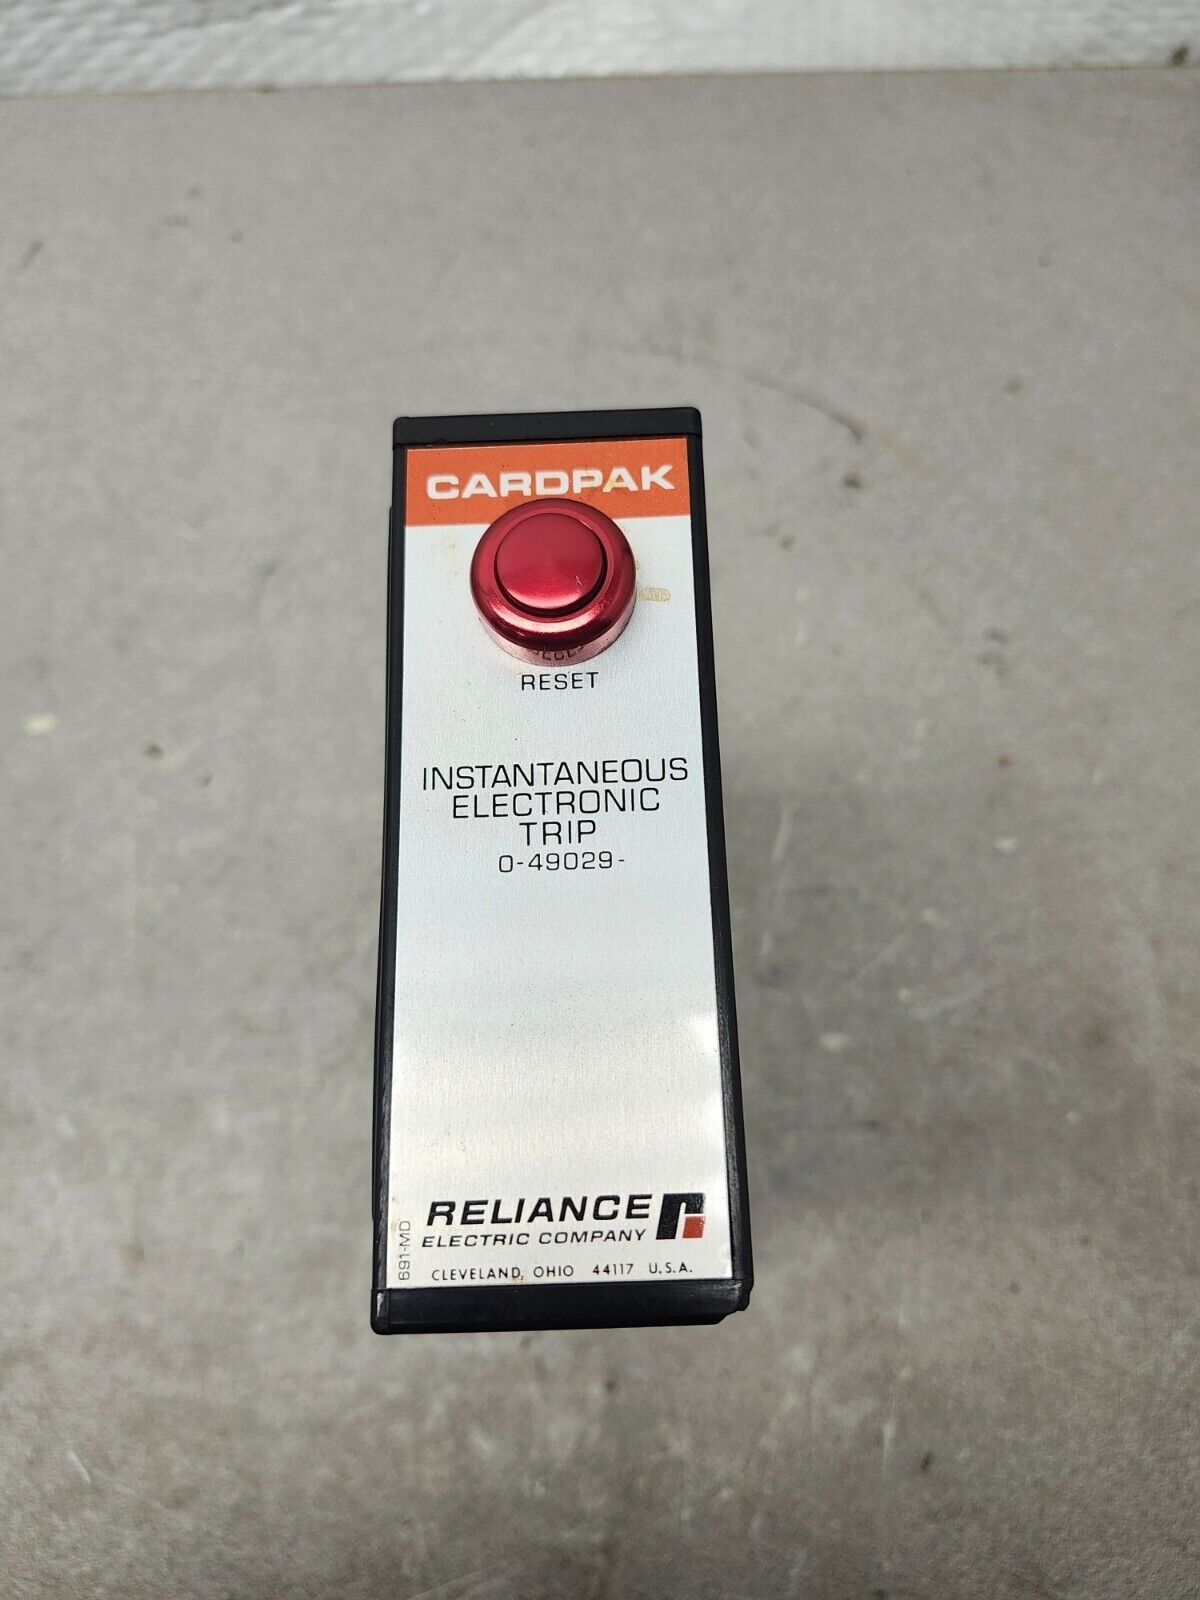 CARDPAK
RESET
INSTANTANEOUS
ELECTRONIC
TRIP
0-49029-
RELIANCE
ELECTRIC COMPANY
CLEVELAND, OHIO 44117 U.S.A.
691-MD